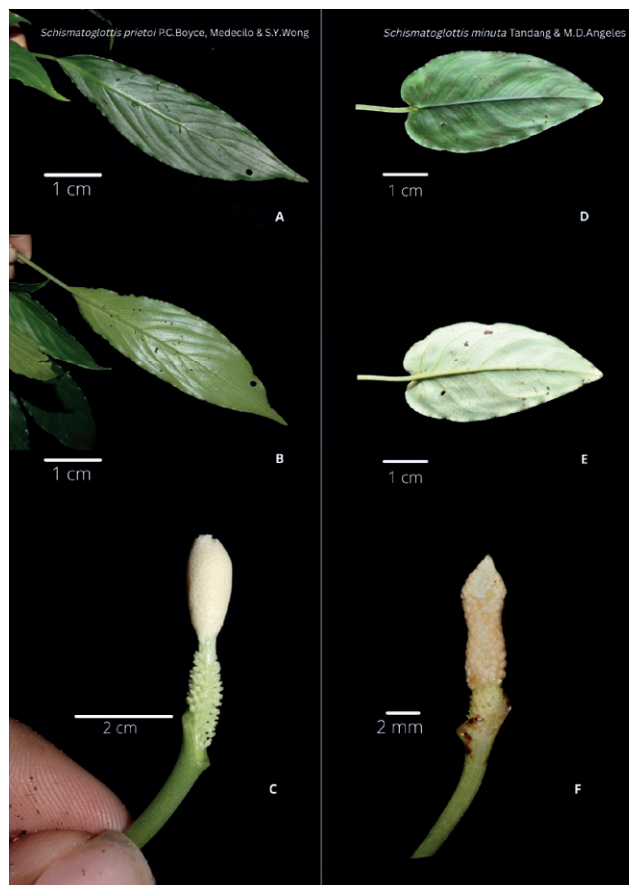 Schismatoglottis prietoi P.C.Boyce, Medecilo & S.Y.Wong
Schismatoglottis minuta Tandang & M.D.Angeles
1 cm
A
1 cm
D
1 cm
B
1 cm
E
2 cm
C
2 mm
F